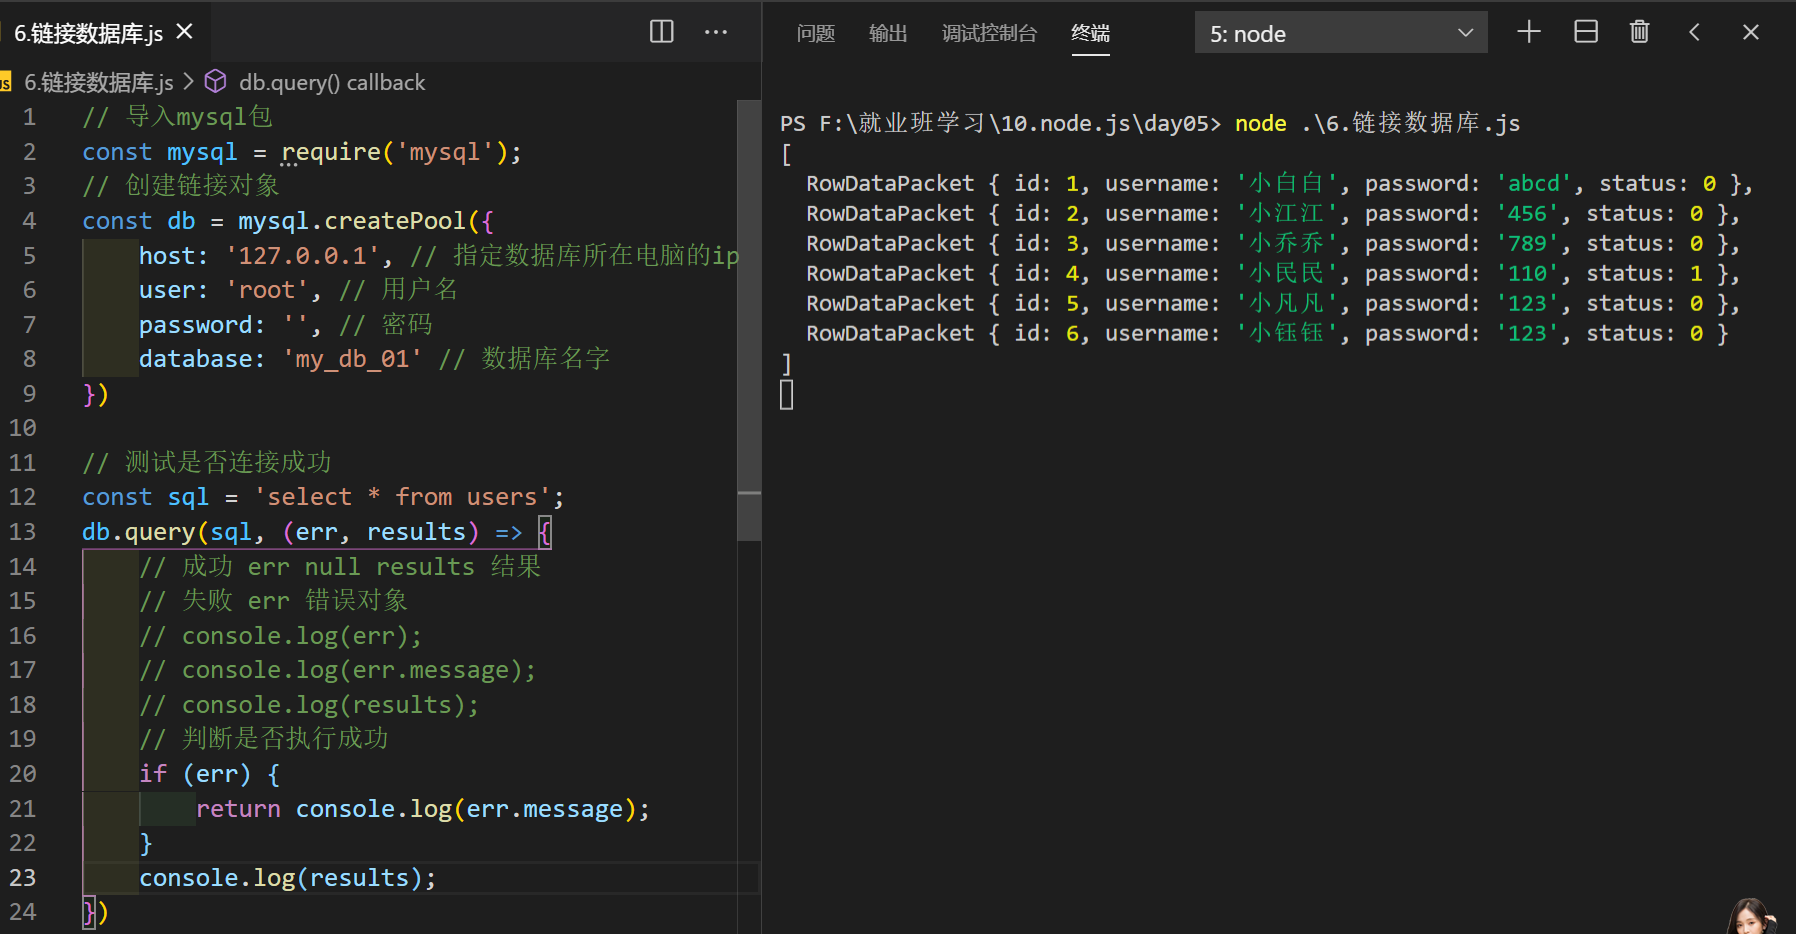 6.链接数据库.js
JS 6.链接数据库.js > db.query() callback
1 // 导入mysql包
2 const mysql = require('mysql');
3 // 创建链接对象
4 const db = mysql.createPool({
5 host: '127.0.0.1', // 指定数据库所在电脑的ip
6 user: 'root', // 用户名
7 password: '', // 密码
8 database: 'my_db_01' // 数据库名字
9 })
10
11 // 测试是否连接成功
12 const sql = 'select * from users';
13 db.query(sql, (err, results) => {
14 // 成功 err null results 结果
15 // 失败 err 错误对象
16 // console.log(err);
17 // console.log(err.message);
18 // console.log(results);
19 // 判断是否执行成功
20 if (err) {
21 return console.log(err.message);
22 }
23 console.log(results);
24 })
问题 输出 调试控制台 终端 5: node
PS F:\就业班学习\10.node.js\day05> node .\6.链接数据库.js
[
RowDataPacket { id: 1, username: '小白白', password: 'abcd', status: 0 },
RowDataPacket { id: 2, username: '小江江', password: '456', status: 0 },
RowDataPacket { id: 3, username: '小乔乔', password: '789', status: 0 },
RowDataPacket { id: 4, username: '小民民', password: '110', status: 1 },
RowDataPacket { id: 5, username: '小凡凡', password: '123', status: 0 },
RowDataPacket { id: 6, username: '小钰钰', password: '123', status: 0 }
]